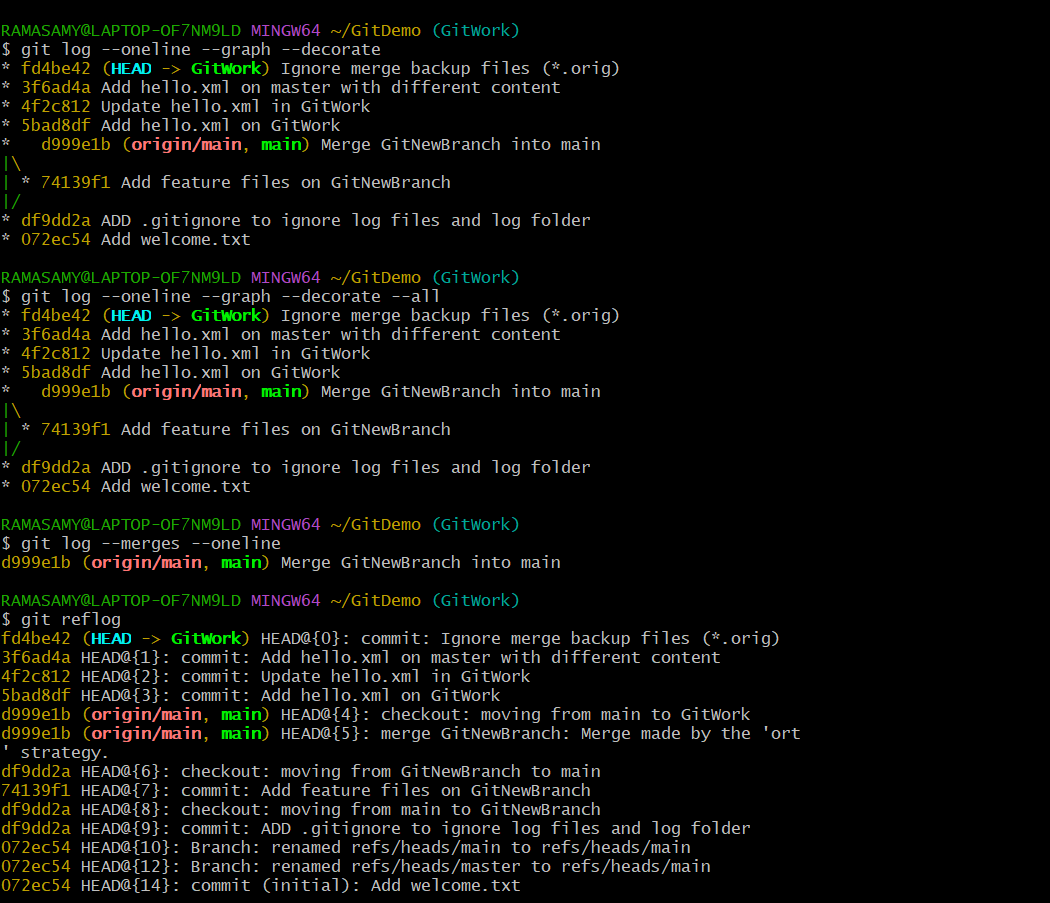 RAMASAMY@LAPTOP-OF7NM9LD MINGW64 ~/GitDemo (GitWork)
$ git log --oneline --graph --decorate
* fd4be42 (HEAD -> GitWork) Ignore merge backup files (*.orig)
* 3f6ad4a Add hello.xml on master with different content
* 4f2c812 Update hello.xml in GitWork
* 5bad8df Add hello.xml on GitWork
*   d999e1b (origin/main, main) Merge GitNewBranch into main
|\
| * 74139f1 Add feature files on GitNewBranch
|/
* df9dd2a ADD .gitignore to ignore log files and log folder
* 072ec54 Add welcome.txt

RAMASAMY@LAPTOP-OF7NM9LD MINGW64 ~/GitDemo (GitWork)
$ git log --oneline --graph --decorate --all
* fd4be42 (HEAD -> GitWork) Ignore merge backup files (*.orig)
* 3f6ad4a Add hello.xml on master with different content
* 4f2c812 Update hello.xml in GitWork
* 5bad8df Add hello.xml on GitWork
*   d999e1b (origin/main, main) Merge GitNewBranch into main
|\
| * 74139f1 Add feature files on GitNewBranch
|/
* df9dd2a ADD .gitignore to ignore log files and log folder
* 072ec54 Add welcome.txt

RAMASAMY@LAPTOP-OF7NM9LD MINGW64 ~/GitDemo (GitWork)
$ git log --merges --oneline
d999e1b (origin/main, main) Merge GitNewBranch into main

RAMASAMY@LAPTOP-OF7NM9LD MINGW64 ~/GitDemo (GitWork)
$ git reflog
fd4be42 (HEAD -> GitWork) HEAD@{0}: commit: Ignore merge backup files (*.orig)
3f6ad4a HEAD@{1}: commit: Add hello.xml on master with different content
4f2c812 HEAD@{2}: commit: Update hello.xml in GitWork
5bad8df HEAD@{3}: commit: Add hello.xml on GitWork
d999e1b (origin/main, main) HEAD@{4}: checkout: moving from main to GitWork
d999e1b (origin/main, main) HEAD@{5}: merge GitNewBranch: Merge made by the 'ort
' strategy.
df9dd2a HEAD@{6}: checkout: moving from GitNewBranch to main
74139f1 HEAD@{7}: commit: Add feature files on GitNewBranch
df9dd2a HEAD@{8}: checkout: moving from main to GitNewBranch
df9dd2a HEAD@{9}: commit: ADD .gitignore to ignore log files and log folder
072ec54 HEAD@{10}: Branch: renamed refs/heads/main to refs/heads/main
072ec54 HEAD@{12}: Branch: renamed refs/heads/master to refs/heads/main
072ec54 HEAD@{14}: commit (initial): Add welcome.txt